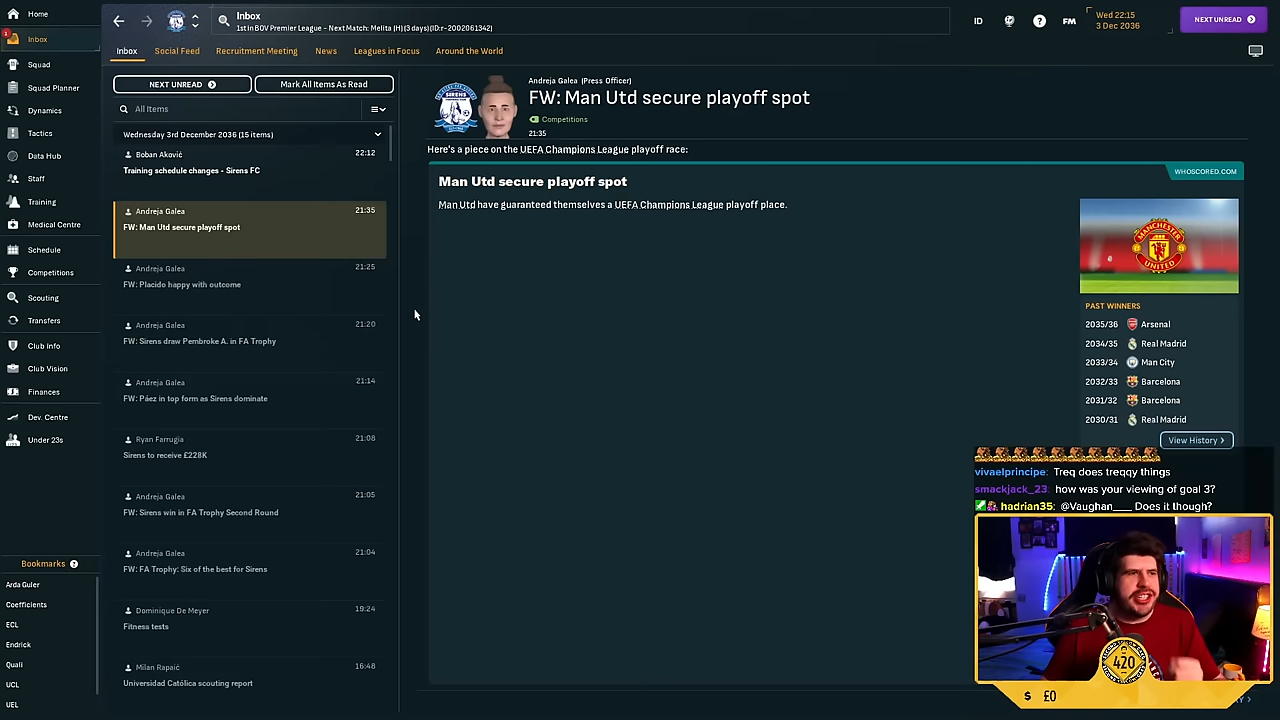 Home
Inbox
1
Squad
Squad Planner
Dynamics
Tactics
Data Hub
Staff
Training
Medical Centre
Schedule
Competitions
Scouting
Transfers
Club Info
Club Vision
Finances
Dev. Centre
Under 23s
Bookmarks ?
Arda Guler
Coefficients
ECL
Endrick
Quali
UCL
UEL
Inbox
1st in BOV Premier League - Next Match: Melita (H) (3 days)(ID:r-2002061342)
ID
?
FM
Wed 22:15
3 Dec 2036
NEXT UNREAD
Inbox Social Feed Recruitment Meeting News Leagues in Focus Around the World
NEXT UNREAD
Mark All Items As Read
All Items
Wednesday 3rd December 2036 (15 items)
Boban Aković 22:12
Training schedule changes - Sirens FC
Andreja Galea 21:35
FW: Man Utd secure playoff spot
Andreja Galea 21:25
FW: Placido happy with outcome
Andreja Galea 21:20
FW: Sirens draw Pembroke A. in FA Trophy
Andreja Galea 21:14
FW: Páez in top form as Sirens dominate
Ryan Farrugia 21:08
Sirens to receive £228K
Andreja Galea 21:05
FW: Sirens win in FA Trophy Second Round
Andreja Galea 21:04
FW: FA Trophy: Six of the best for Sirens
Dominique De Meyer 19:24
Fitness tests
Milan Rapaić 16:48
Universidad Católica scouting report
SIRENS
Andreja Galea (Press Officer)
FW: Man Utd secure playoff spot
Competitions
21:35
Here's a piece on the UEFA Champions League playoff race:
WHOSCORED.COM
Man Utd secure playoff spot
Man Utd have guaranteed themselves a UEFA Champions League playoff place.
MANCHESTER
UNITED
PAST WINNERS
2035/36 Arsenal
2034/35 Real Madrid
2033/34 Man City
2032/33 Barcelona
2031/32 Barcelona
2030/31 Real Madrid
View History >
vivaelprincipe: Treq does treqqy things
smackjack_23: how was your viewing of goal 3?
hadrian35: @Vaughan___ Does it though?
420
$ £0